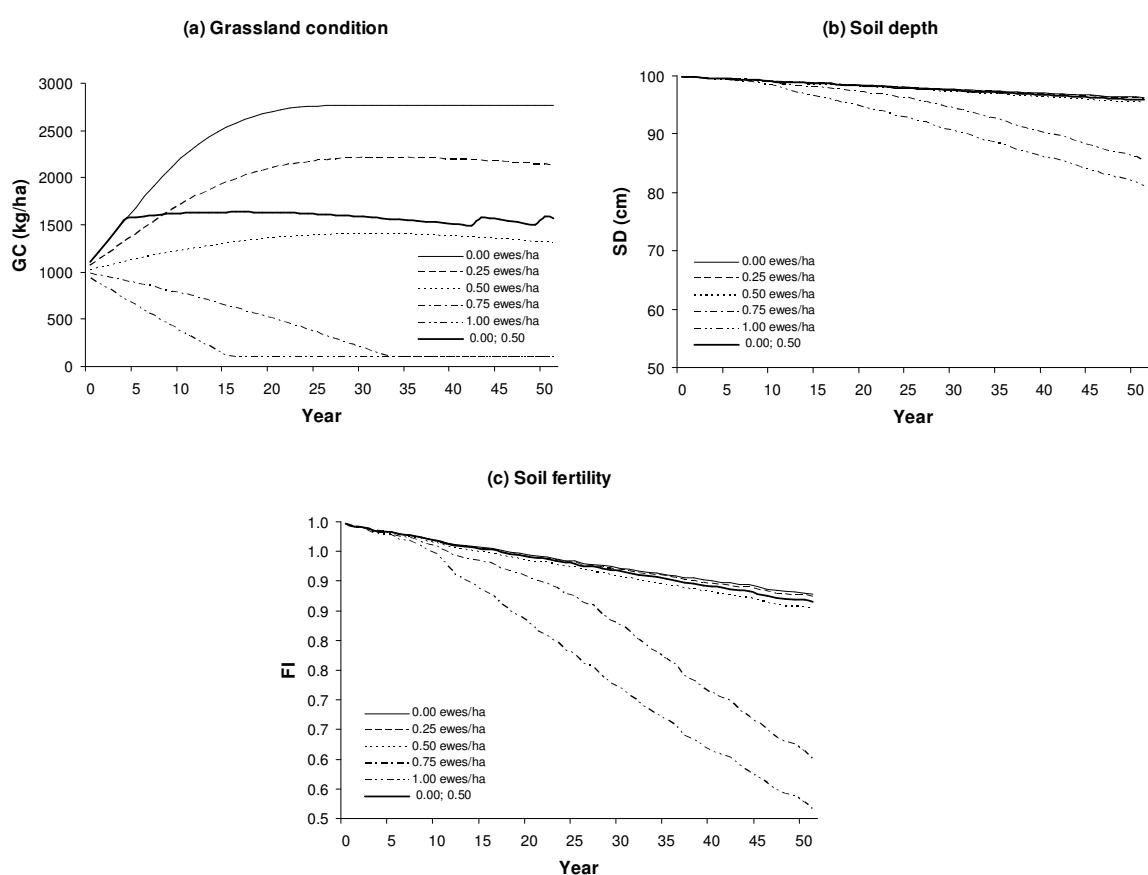 (a) Grassland condition
GC (kg/ha)
3000
2500
2000
1500
1000
500
0
0 5 10 15 20 25 30 35 40 45 50
Year
0.00 ewes/ha
0.25 ewes/ha
0.50 ewes/ha
0.75 ewes/ha
1.00 ewes/ha
0.00; 0.50
(b) Soil depth
SD (cm)
100
90
80
70
60
50
0 5 10 15 20 25 30 35 40 45 50
Year
0.00 ewes/ha
0.25 ewes/ha
0.50 ewes/ha
0.75 ewes/ha
1.00 ewes/ha
0.00; 0.50
(c) Soil fertility
FI
1.0
1.0
0.9
0.9
0.8
0.8
0.7
0.7
0.6
0.6
0.5
0 5 10 15 20 25 30 35 40 45 50
Year
0.00 ewes/ha
0.25 ewes/ha
0.50 ewes/ha
0.75 ewes/ha
1.00 ewes/ha
0.00; 0.50